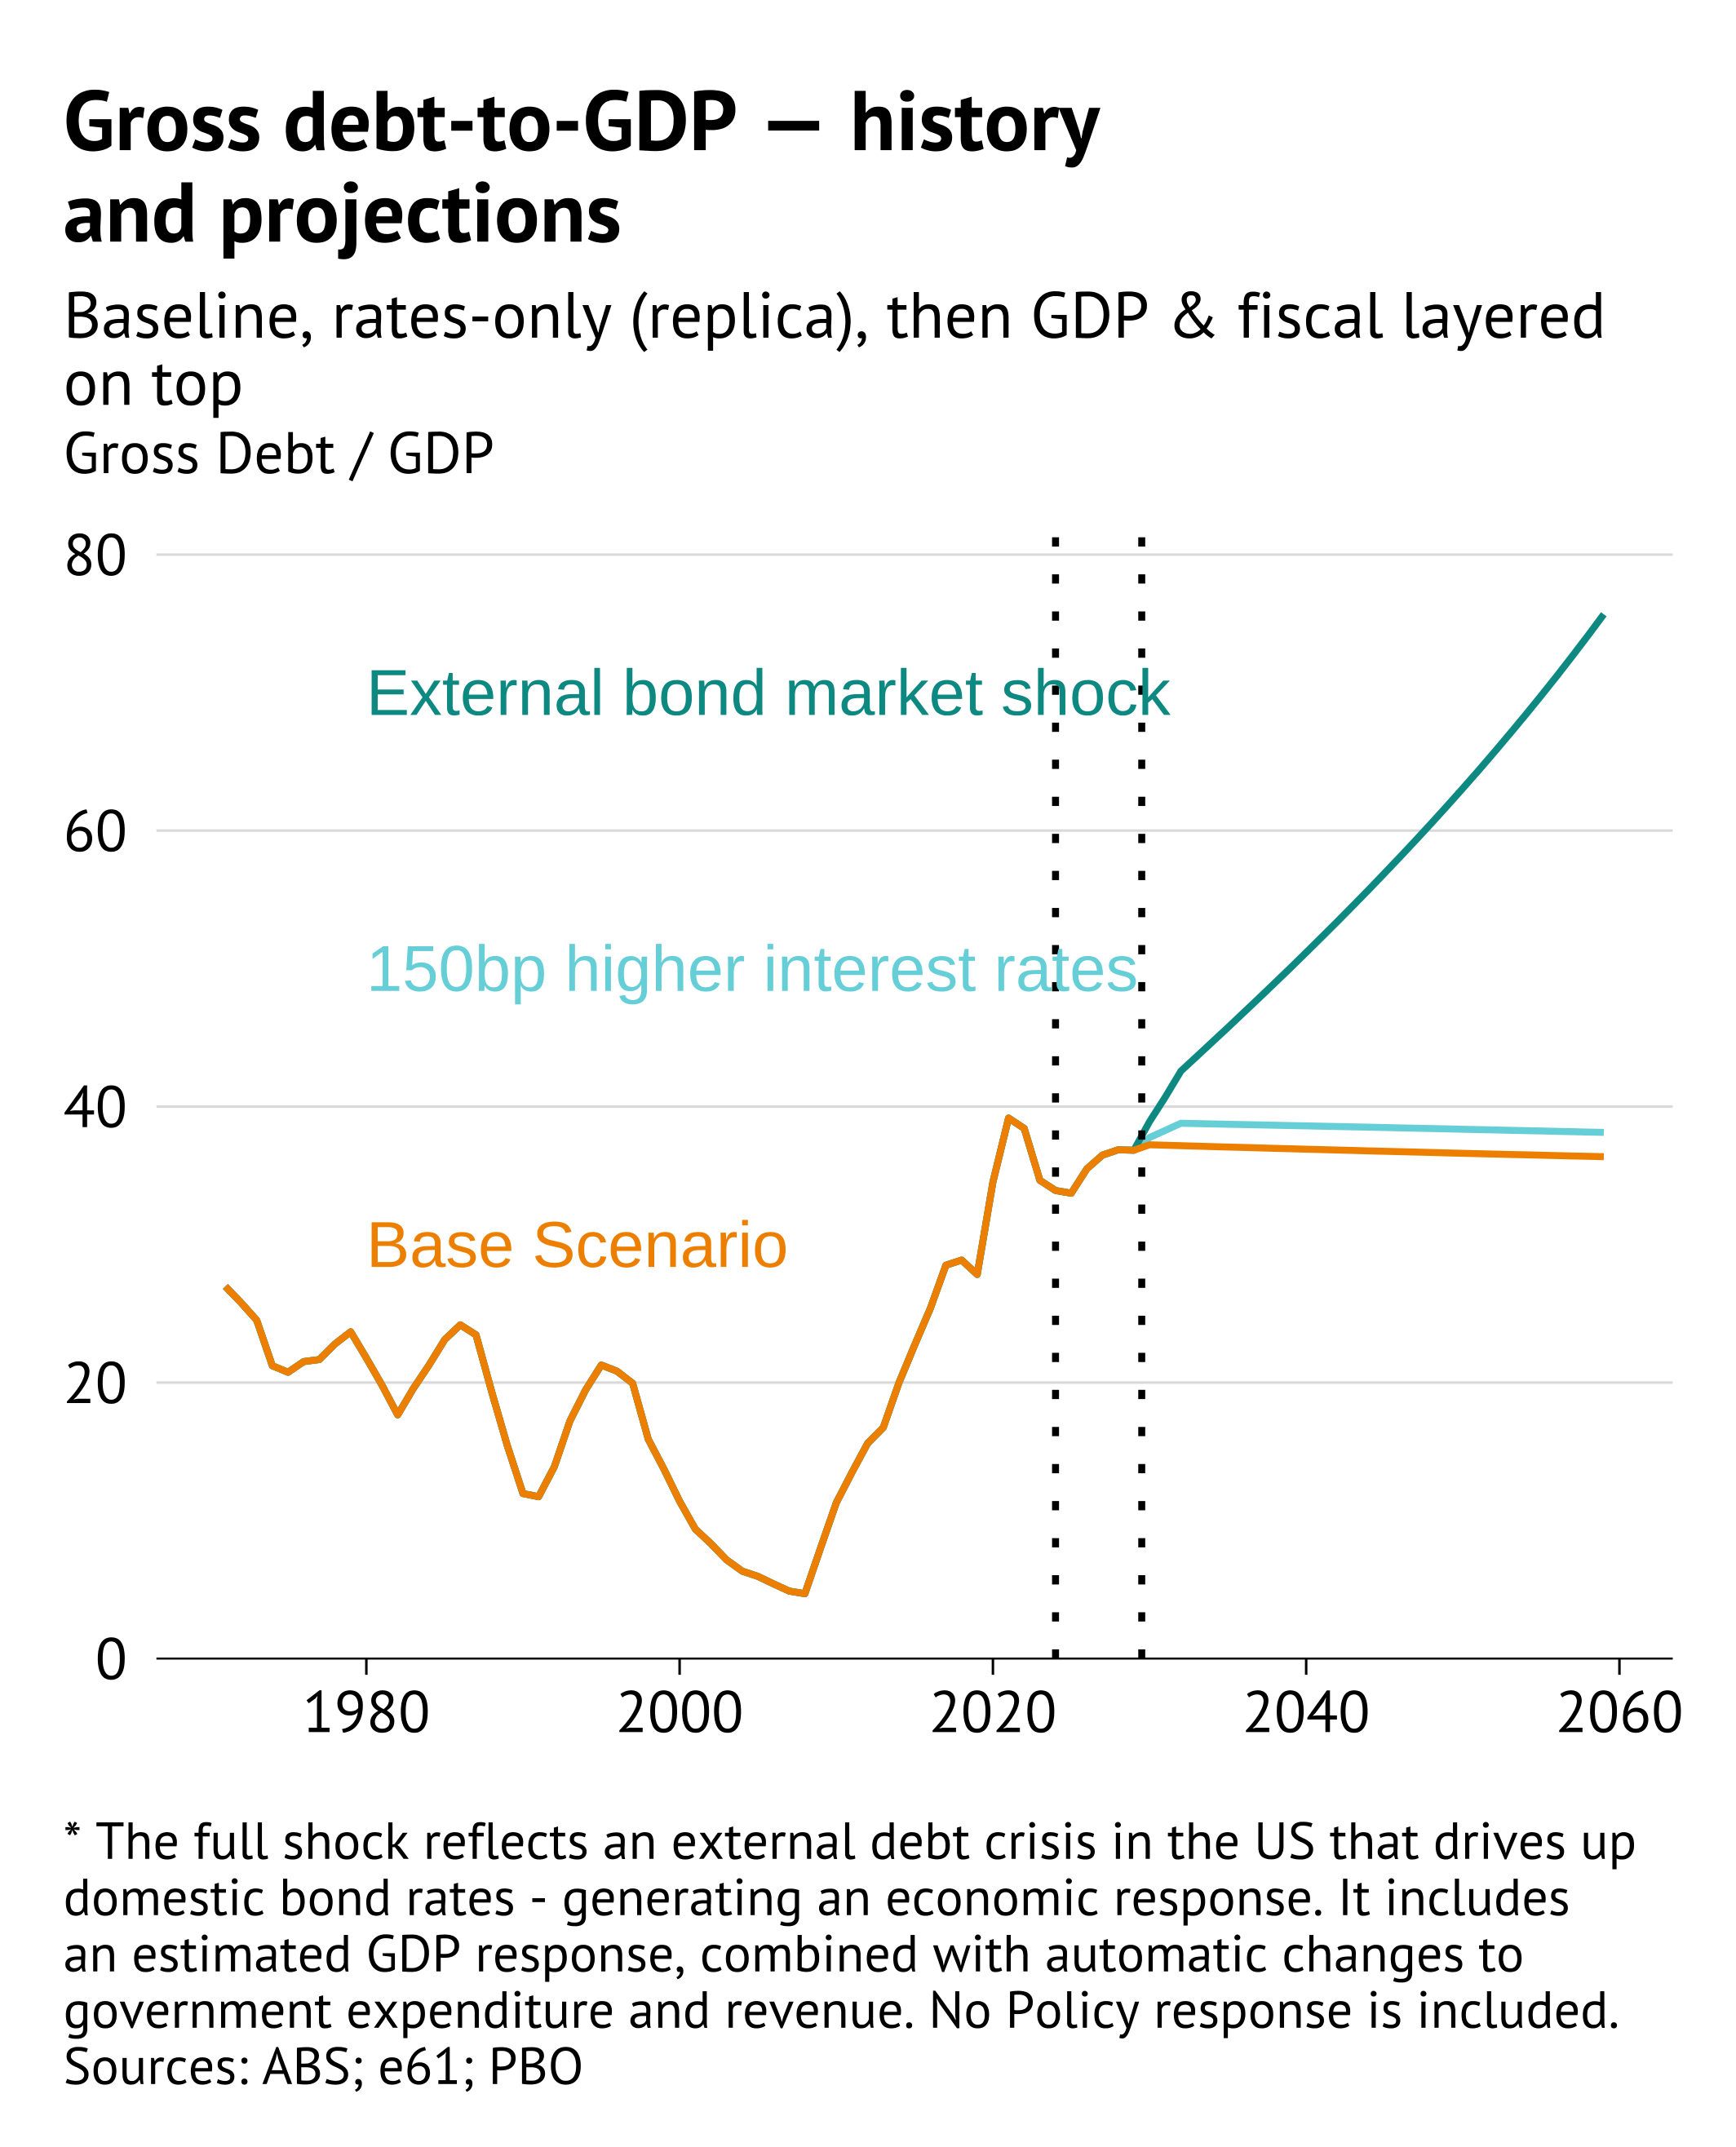 Gross debt-to-GDP — history
and projections
Baseline, rates-only (replica), then GDP & fiscal layered
on top
Gross Debt / GDP
80
External bond market shock
60
150bp higher interest rates
40
Base Scenario
20
0
1980 2000 2020 2040 2060
* The full shock reflects an external debt crisis in the US that drives up
domestic bond rates - generating an economic response. It includes
an estimated GDP response, combined with automatic changes to
government expenditure and revenue. No Policy response is included.
Sources: ABS; e61; PBO